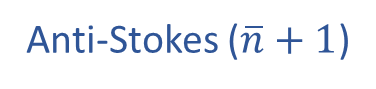 Anti-Stokes (n̄ + 1)